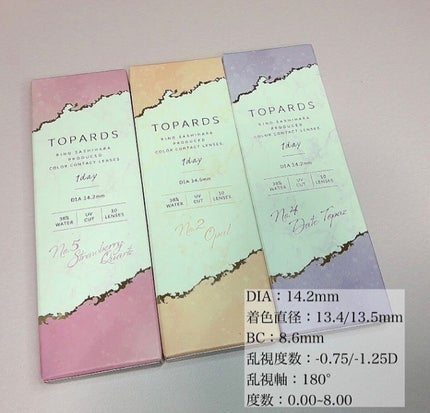 TOPARDS
RINO SASHIHARA
PRODUCED
COLOR CONTACT LENSES
1day
DIA 14.2mm
38%
WATER
UV
CUT
10
LENSES
No.5
Strawberry
Quartz
TOPARDS
RINO SASHIHARA
PRODUCED
COLOR CONTACT LENSES
1day
38%
WATER
UV
CUT
10
LENSES
No.2
Opal
TOPARDS
RINO SASHIHARA
PRODUCED
COLOR CONTACT LENSES
1day
DIA 14.2mm
38%
WATER
UV
CUT
10
LENSES
No.4
Date Topaz
DIA：14.2mm
着色直径：13.4/13.5mm
BC：8.6mm
乱視度数：-0.75/-1.25D
乱視軸：180°
度数：0.00~8.00